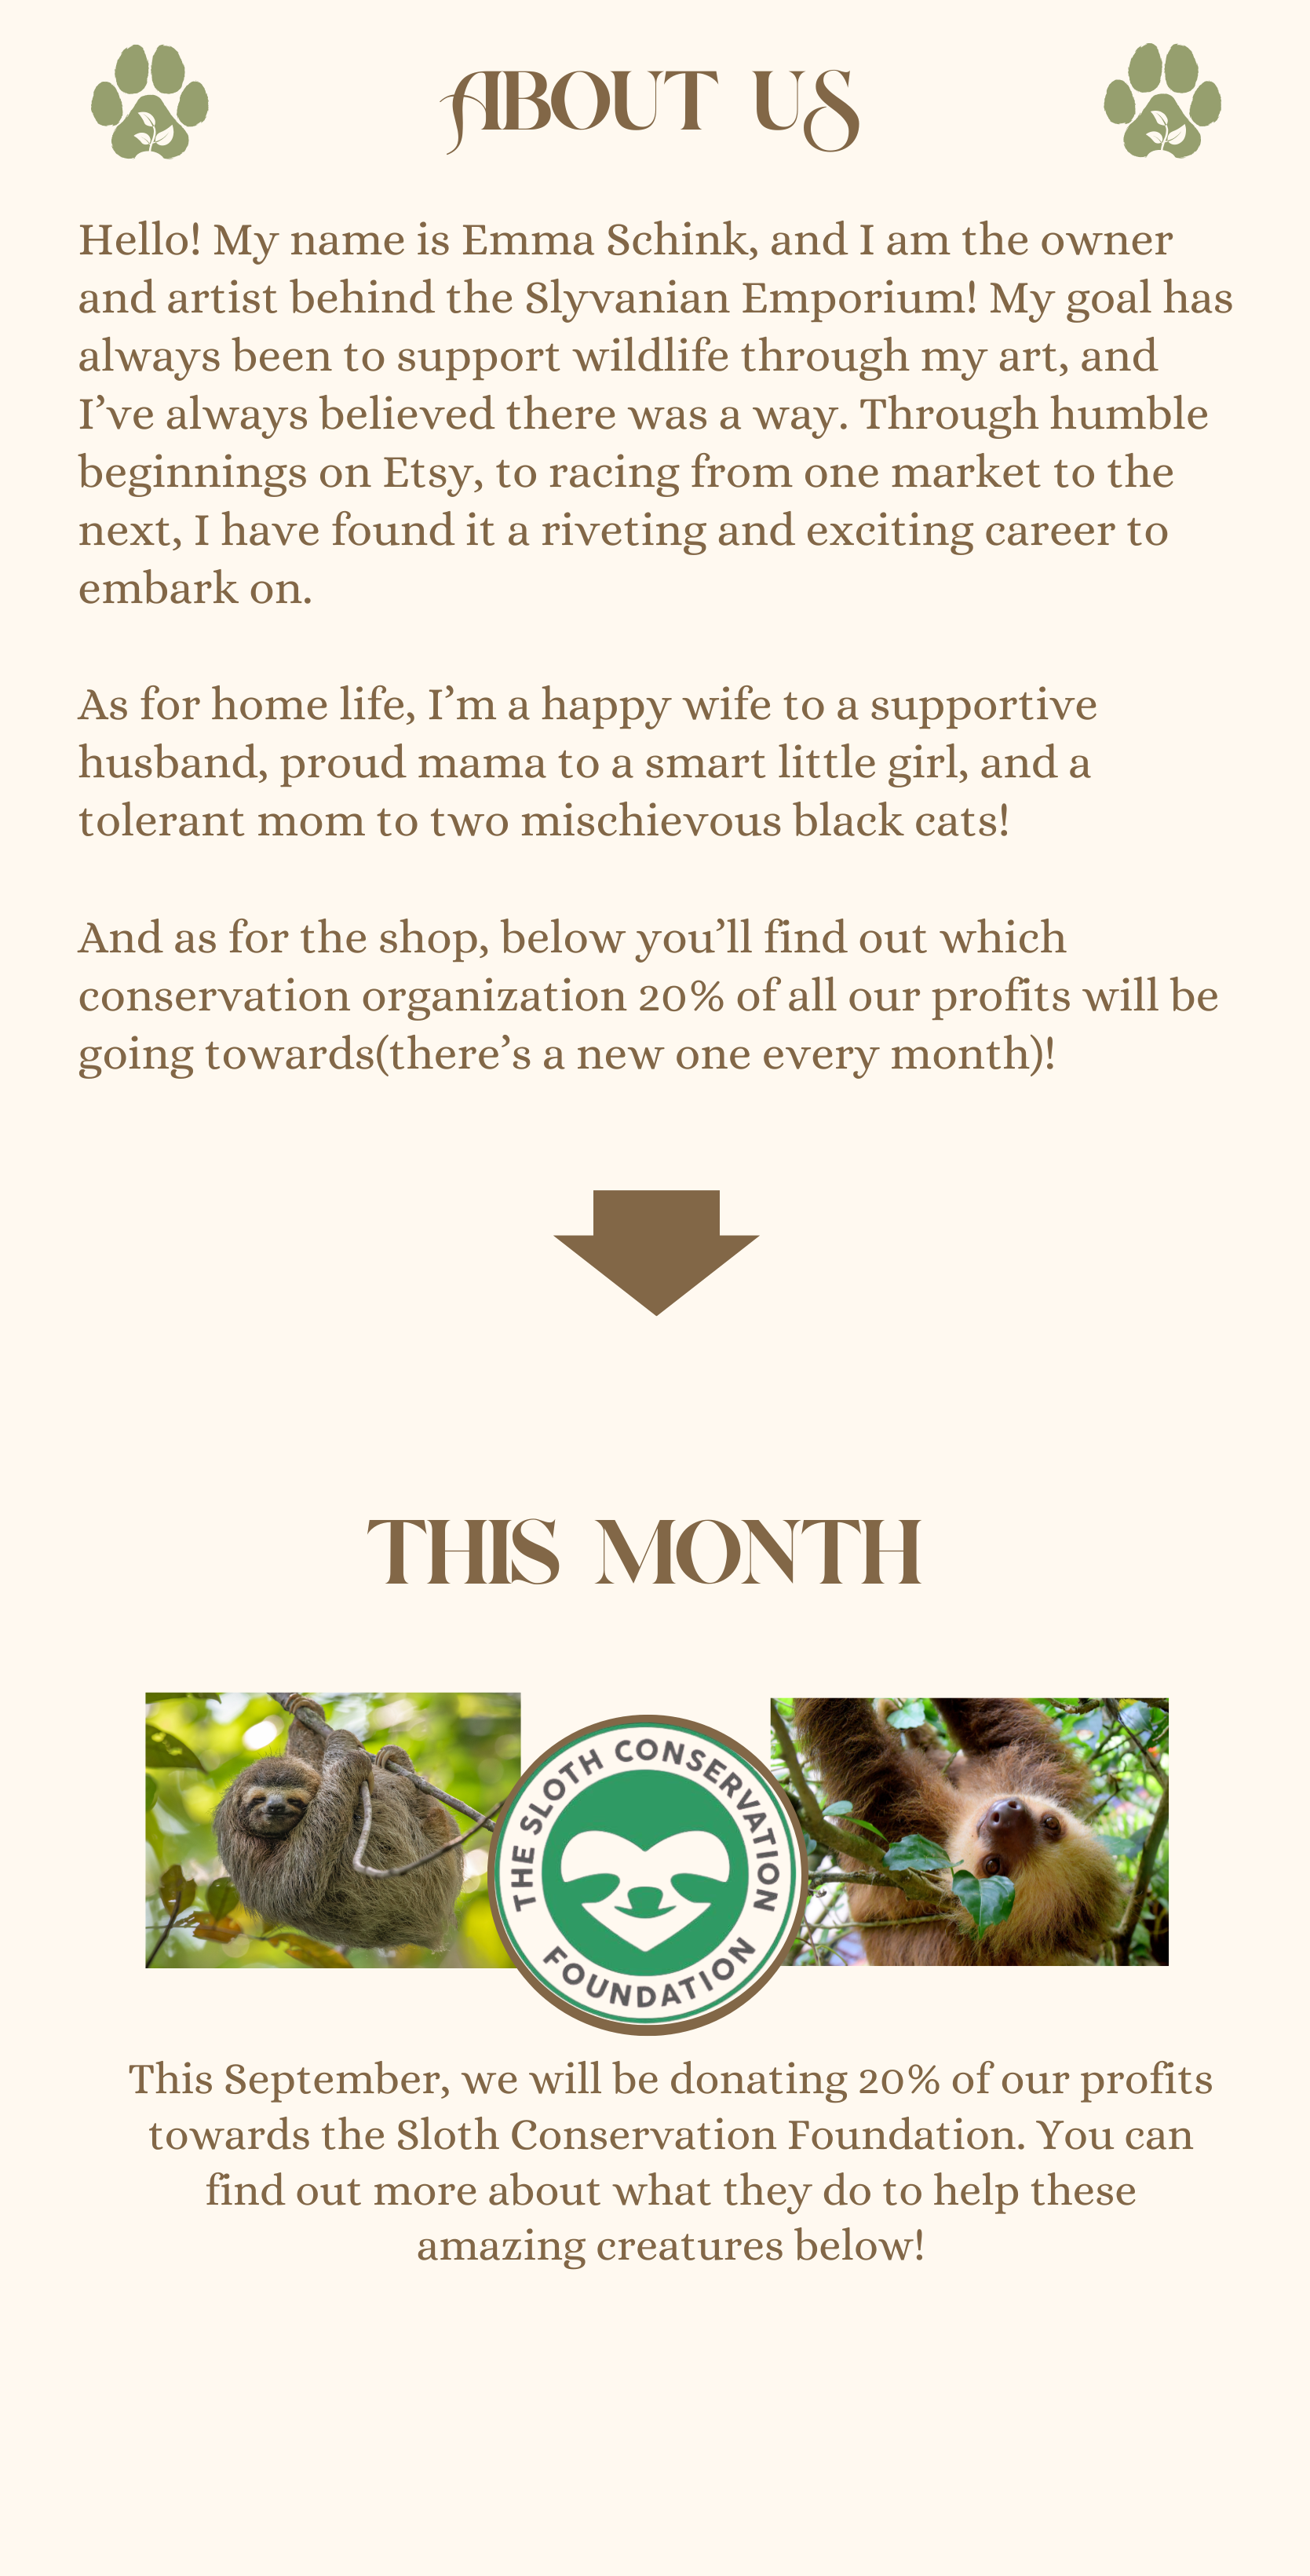 ABOUT US
Hello! My name is Emma Schink, and I am the owner
and artist behind the Slyvanian Emporium! My goal has
always been to support wildlife through my art, and
I’ve always believed there was a way. Through humble
beginnings on Etsy, to racing from one market to the
next, I have found it a riveting and exciting career to
embark on.
As for home life, I’m a happy wife to a supportive
husband, proud mama to a smart little girl, and a
tolerant mom to two mischievous black cats!
And as for the shop, below you’ll find out which
conservation organization 20% of all our profits will be
going towards(there’s a new one every month)!
THIS MONTH
THE SLOTH CONSERVATION
FOUNDATION
This September, we will be donating 20% of our profits
towards the Sloth Conservation Foundation. You can
find out more about what they do to help these
amazing creatures below!